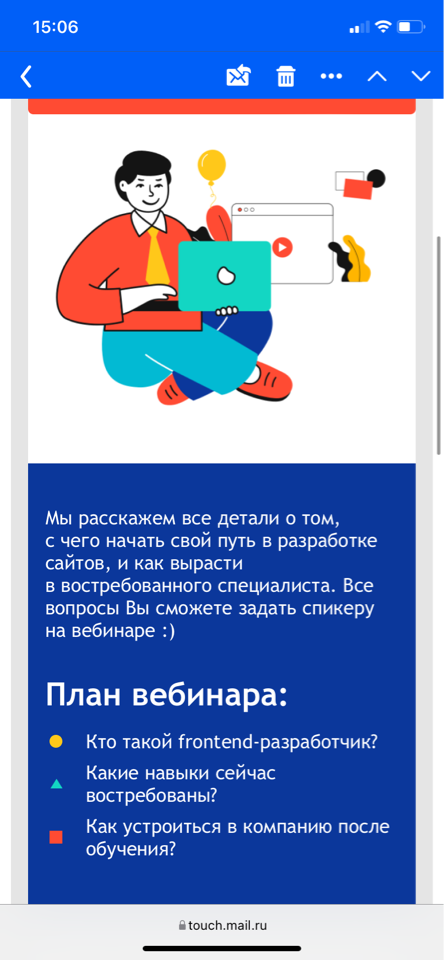 15:06
Мы расскажем все детали о том,
с чего начать свой путь в разработке
сайтов, и как вырасти
в востребованного специалиста. Все
вопросы Вы сможете задать спикеру
на вебинаре :)
План вебинара:
Кто такой frontend-разработчик?
Какие навыки сейчас
востребованы?
Как устроиться в компанию после
обучения?
touch.mail.ru